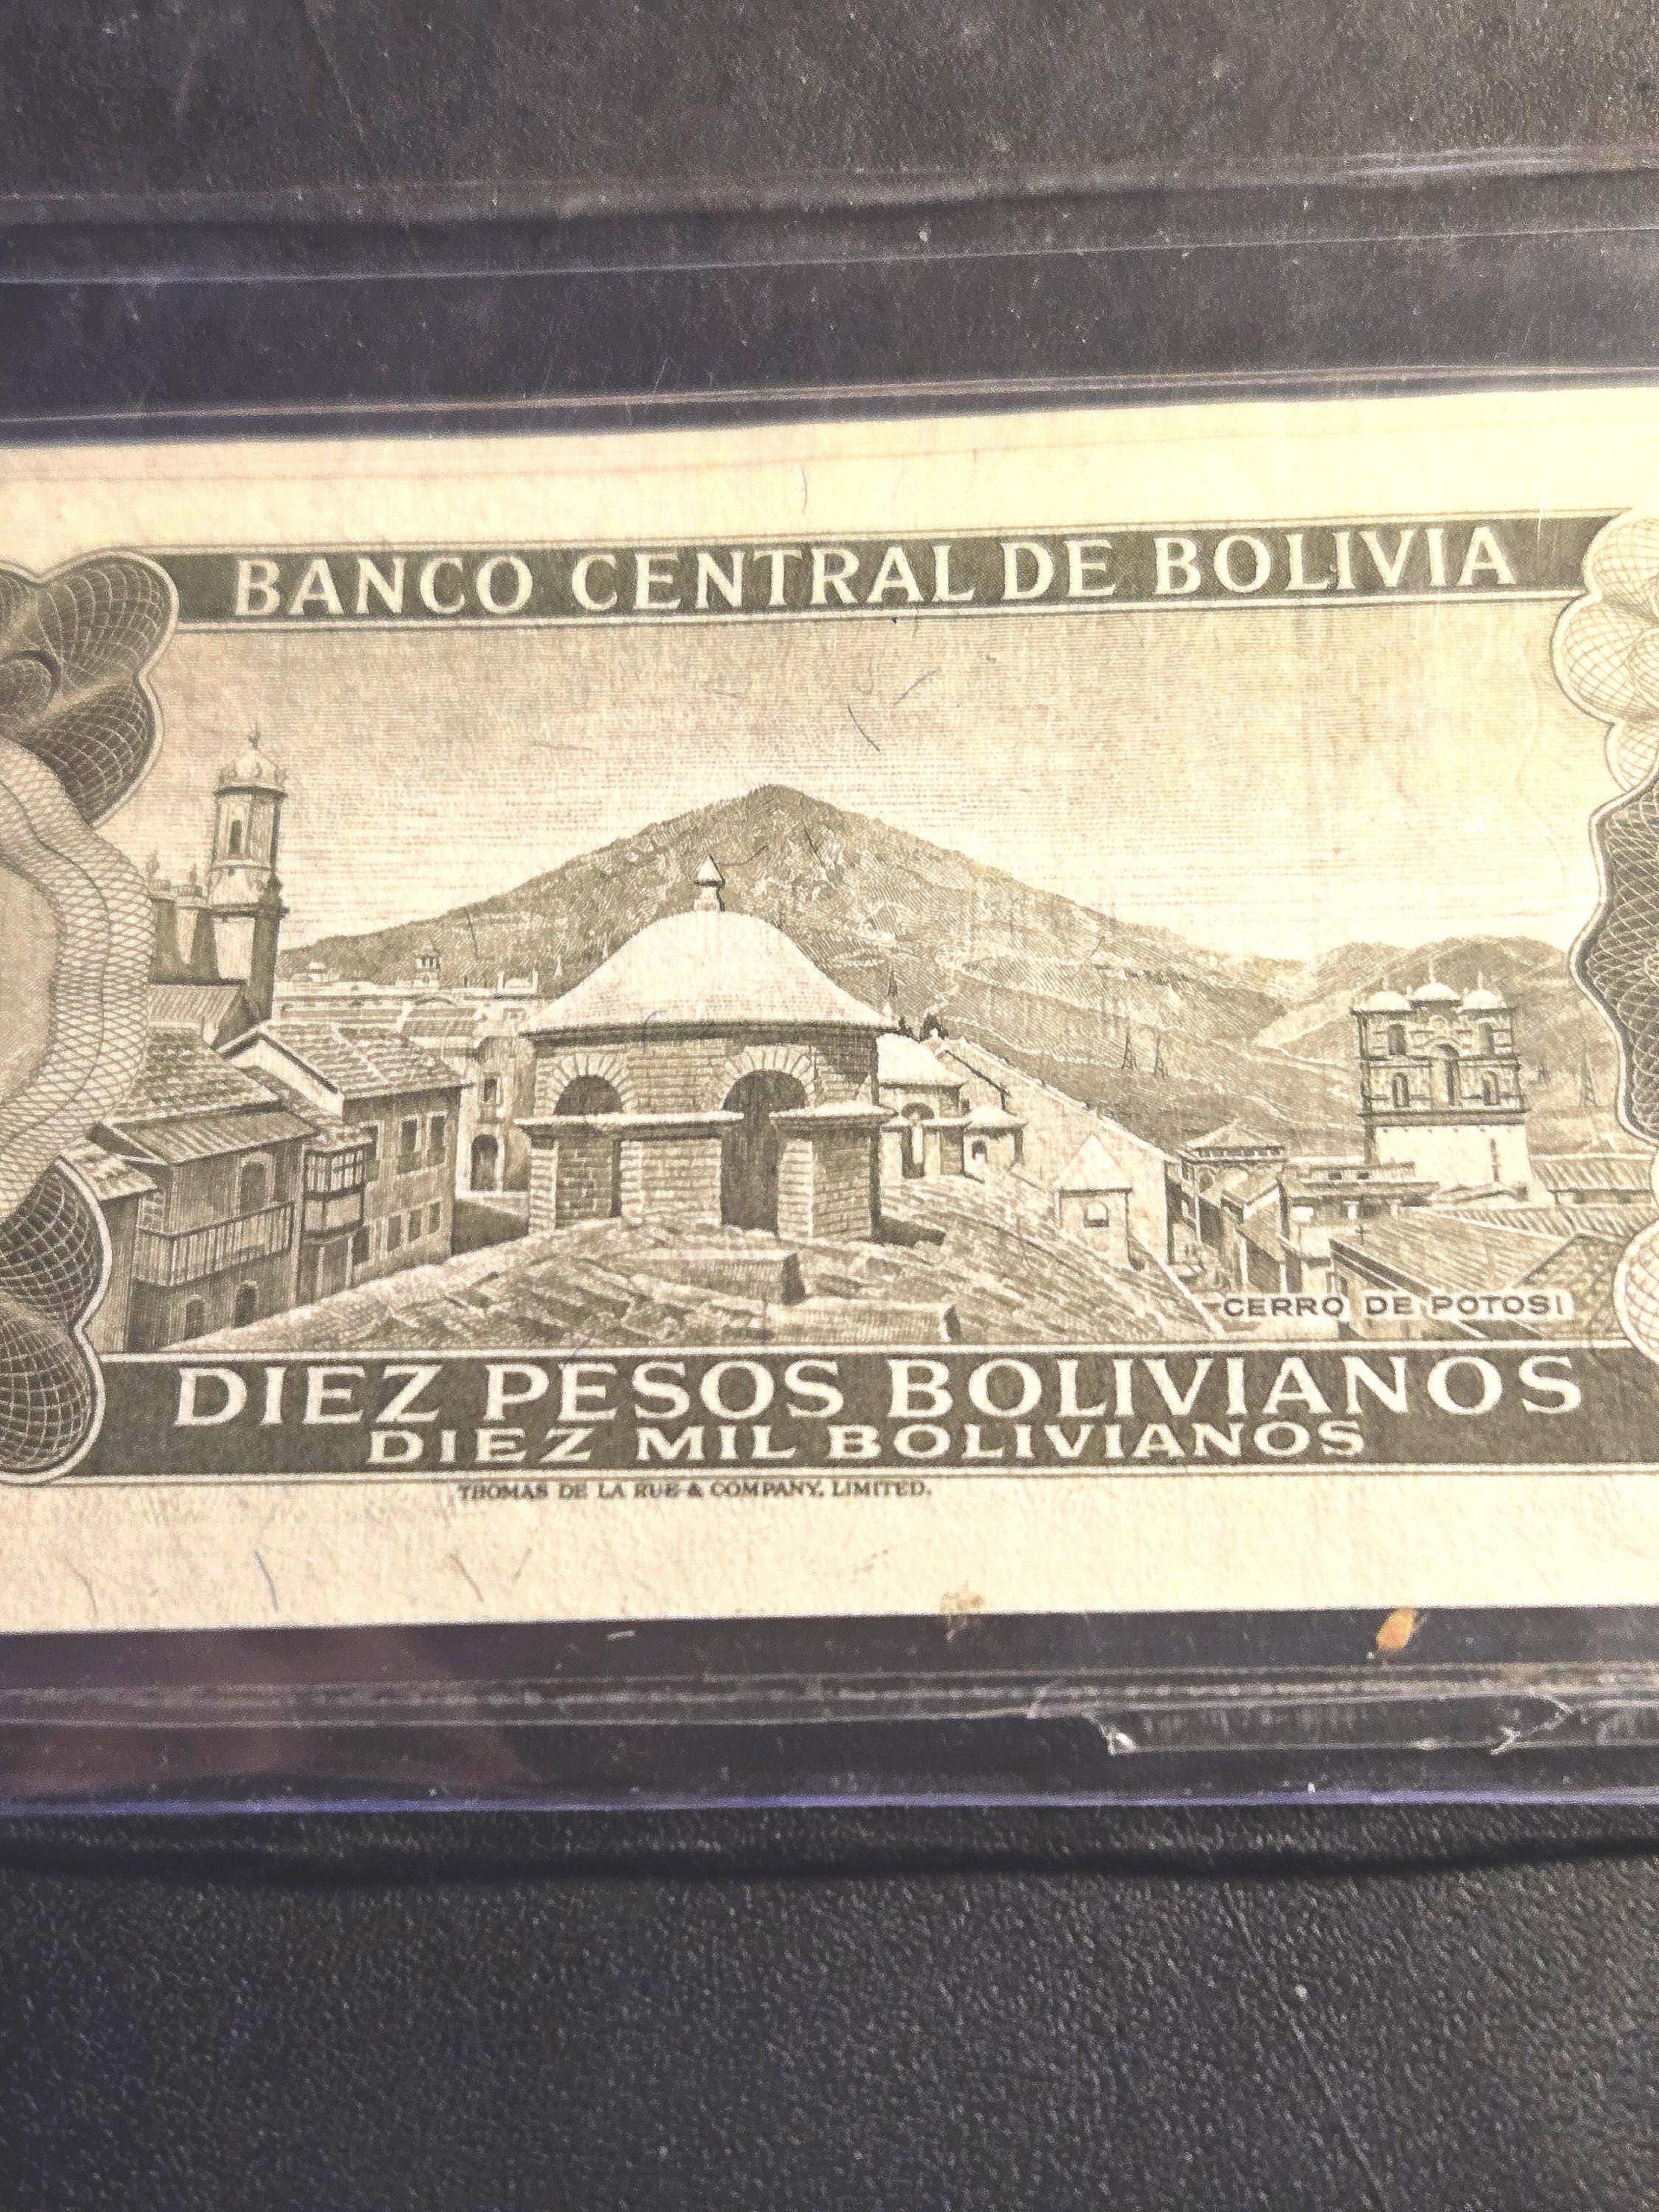 BANCO CENTRAL DE BOLIVIA
CERRO DE POTOSI
DIEZ PESOS BOLIVIANOS
DIEZ MIL BOLIVIANOS
THOMAS DE LA RUE & COMPANY, LIMITED.